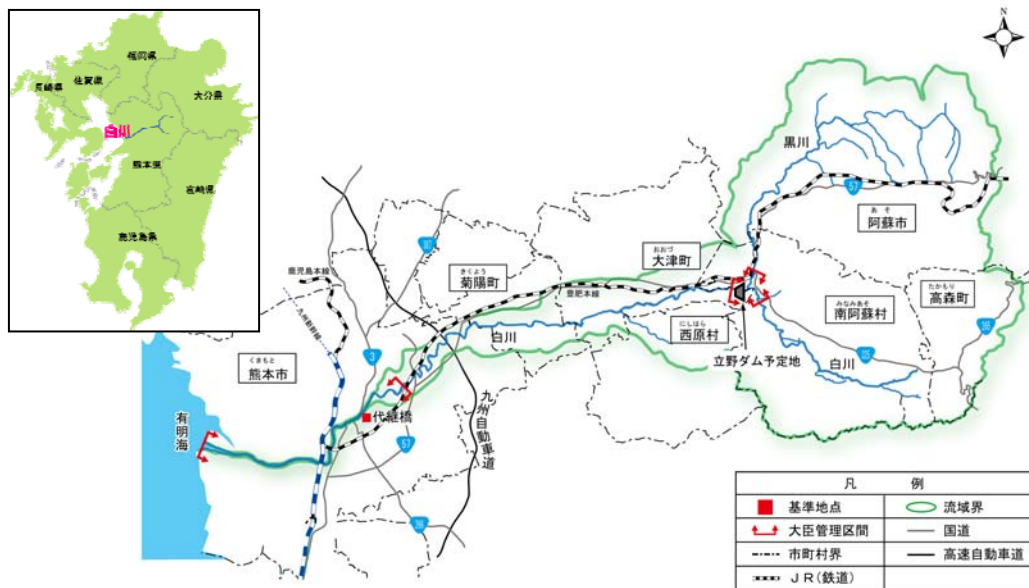 福岡県
佐賀県
長崎県
大分県
白川
熊本県
宮崎県
鹿児島県
N
黒川
57
あそ
阿蘇市
おおづ
大津町
きくよう
菊陽町
鹿児島本線
九州新幹線
豊肥本線
たかもり
高森町
みなみあそ
南阿蘇村
にしはら
西原村
白川
白川
立野ダム予定地
くまもと
熊本市
3
代継橋
57
九州自動車道
有明海
凡 例
基準地点
流域界
大臣管理区間
国道
市町村界
高速自動車道
JR(鉄道)